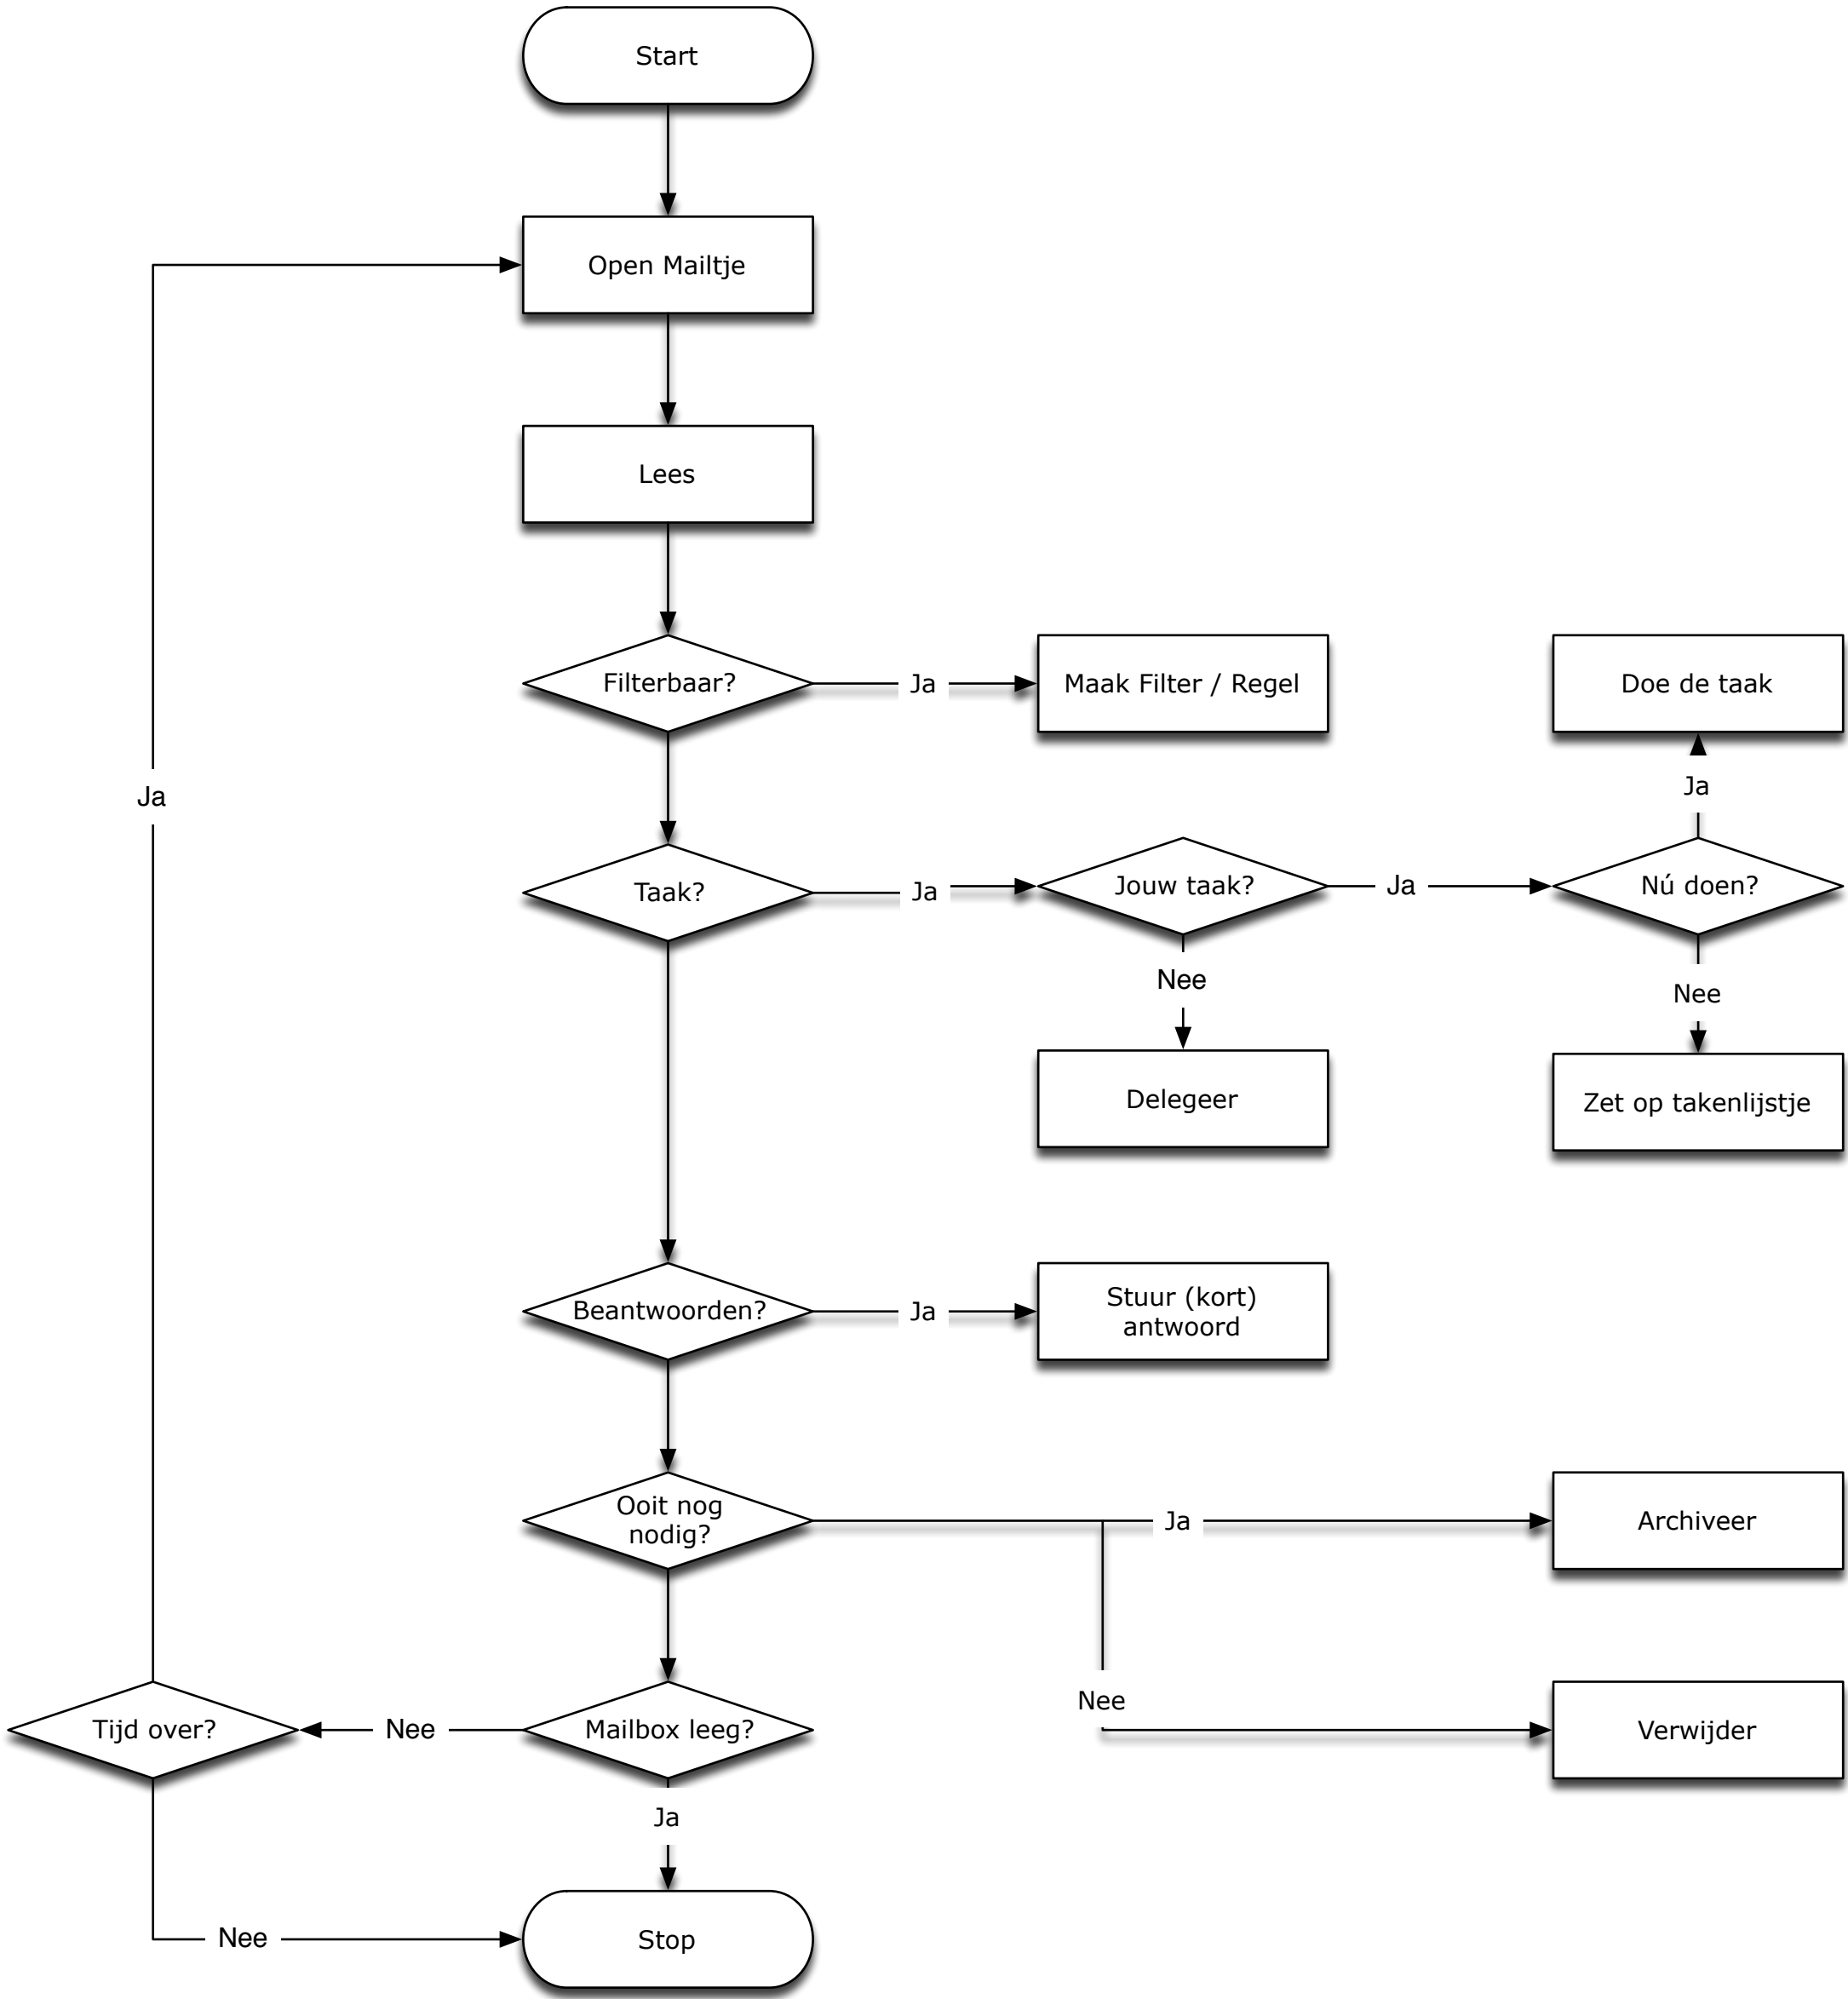 Start
Open Mailtje
Lees
Filterbaar?
Ja
Maak Filter / Regel
Doe de taak
Ja
Ja
Taak?
Ja
Jouw taak?
Ja
Nú doen?
Nee
Nee
Delegeer
Zet op takenlijstje
Beantwoorden?
Ja
Stuur (kort)
antwoord
Ooit nog
nodig?
Ja
Archiveer
Nee
Tijd over?
Nee
Mailbox leeg?
Verwijder
Ja
Nee
Stop